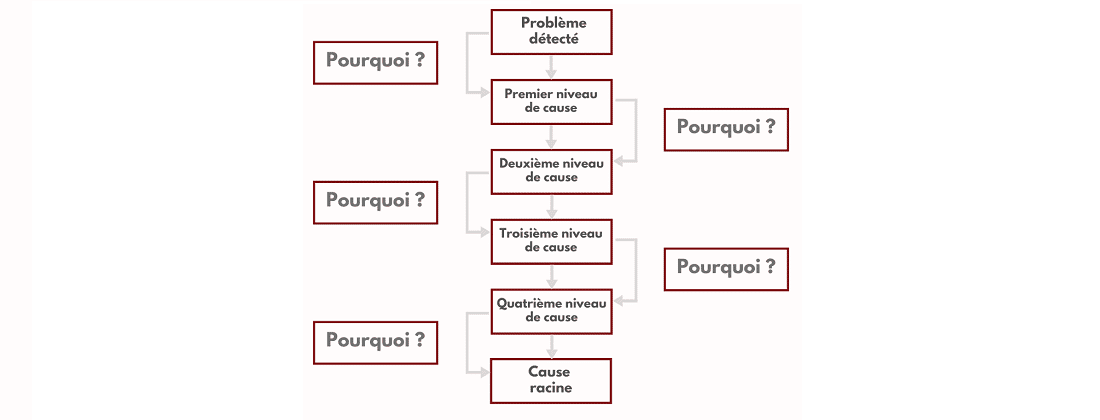 Problème
détecté
Pourquoi ?
Premier niveau
de cause
Pourquoi ?
Deuxième niveau
de cause
Pourquoi ?
Troisième niveau
de cause
Pourquoi ?
Quatrième niveau
de cause
Pourquoi ?
Cause
racine